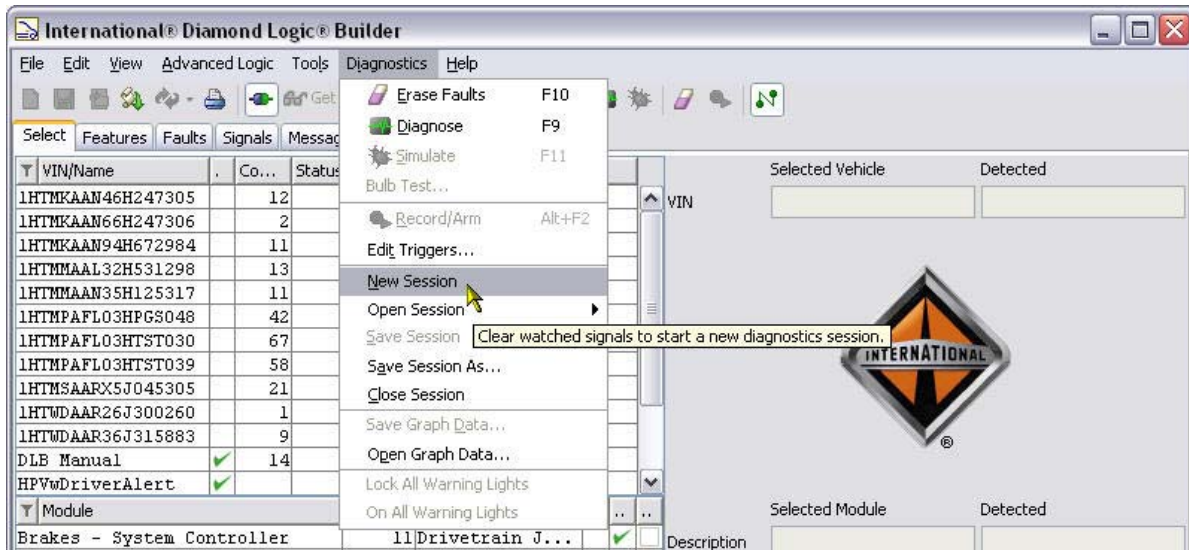 International® Diamond Logic® Builder
File Edit View Advanced Logic Tools Diagnostics Help
Get
Erase Faults F10
Diagnose F9
Simulate F11
Bulb Test...
Record/Arm Alt+F2
Edit Triggers...
New Session
Open Session
Save Session
Clear watched signals to start a new diagnostics session.
Save Session As...
Close Session
Save Graph Data...
Open Graph Data...
Lock All Warning Lights
On All Warning Lights
Select Features Faults Signals Messag
VIN/Name . Co... Status
1HTMKAAN46H247305 12
1HTMKAAN66H247306 2
1HTMKAAN94H672984 11
1HTMMAAL32H531298 13
1HTMMAAN35H125317 11
1HTMPAFL03HPGS048 42
1HTMPAFL03HTST030 67
1HTMPAFL03HTST039 58
1HTMSAARX5J045305 21
1HTWDAAR26J300260 1
1HTWDAAR36J315883 9
DLB Manual 14
HPVwDriverAlert
Module .. ..
Brakes - System Controller 11 Drivetrain J...
Selected Vehicle Detected
VIN
INTERNATIONAL
®
Selected Module Detected
Description